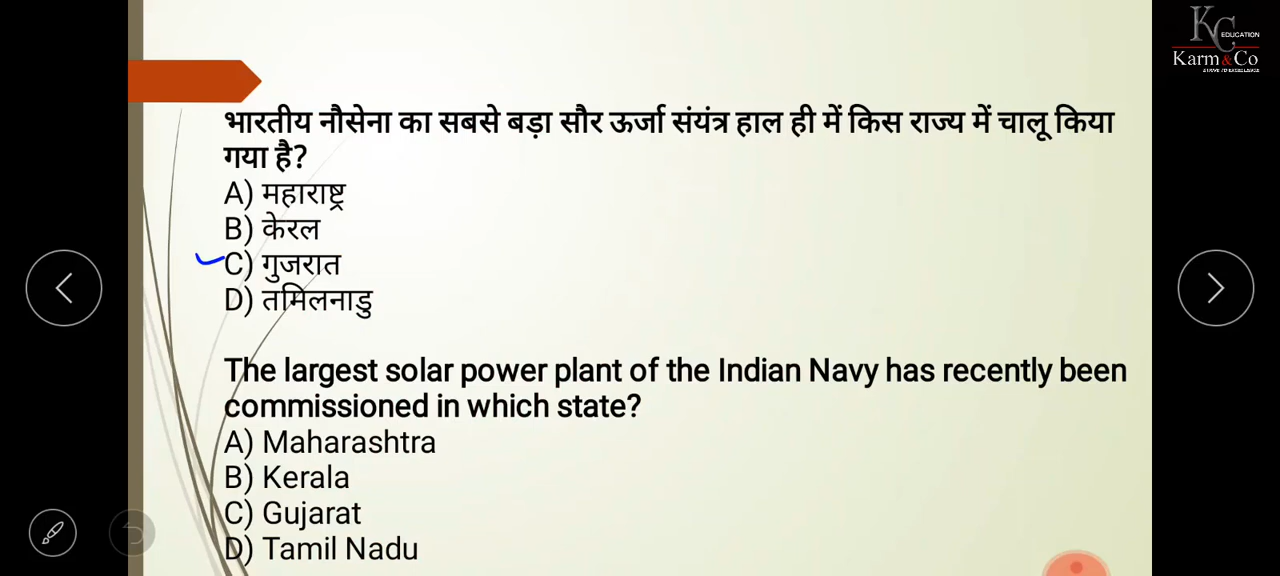 KC EDUCATION
Karm&Co
भारतीय नौसेना का सबसे बड़ा सौर ऊर्जा संयंत्र हाल ही में किस राज्य में चालू किया
गया है?
A) महाराष्ट्र
B) केरल
C) गुजरात
D) तमिलनाडु
The largest solar power plant of the Indian Navy has recently been
commissioned in which state?
A) Maharashtra
B) Kerala
C) Gujarat
D) Tamil Nadu